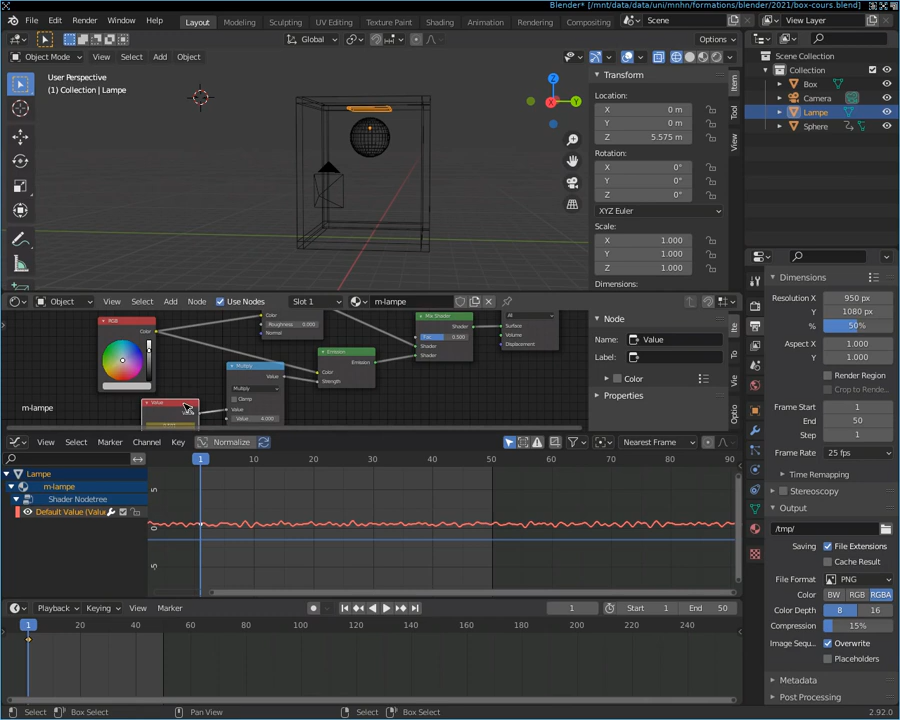 Blender* [/mnt/data/data/uni/mnhn/formations/blender/2021/box-cours.blend]
File Edit Render Window Help Layout Modeling Sculpting UV Editing Texture Paint Shading Animation Rendering Compositing Scene View Layer
Global Options
Object Mode View Select Add Object
User Perspective
(1) Collection | Lampe
Z
X Y
Transform
Location:
X 0 m
Y 0 m
Z 5.575 m
Rotation:
X 0°
Y 0°
Z 0°
XYZ Euler
Scale:
X 1.000
Y 1.000
Z 1.000
Dimensions:
Item
Tool
View
Scene Collection
Collection
Box
Camera
Lampe
Sphere
Object View Select Add Node Use Nodes Slot 1 m-lampe
RGB
Color
Color
Roughness 0.000
Normal
Mix Shader
Shader
Fac 0.500
Shader
Shader
All
Surface
Volume
Displacement
Emission
Emission
Color
Strength
Multiply
Value
Multiply
Clamp
Value
Value 4.000
Value
m-lampe
Node
Name: Value
Label:
Color
Properties
Ite
To
Vie
Optio
Dimensions
Resolution X 950 px
Y 1080 px
% 50%
Aspect X 1.000
Y 1.000
Render Region
Crop to Rende..
Frame Start 1
End 50
Step 1
Frame Rate 25 fps
Time Remapping
Stereoscopy
Output
/tmp/
Saving File Extensions
Cache Result
File Format PNG
Color BW RGB RGBA
Color Depth 8 16
Compression 15%
Image Sequ.. Overwrite
Placeholders
Metadata
Post Processing
View Select Marker Channel Key Normalize Nearest Frame
1 10 20 30 40 50 60 70 80 90
Lampe
m-lampe
Shader Nodetree
Default Value (Valu
5
0
-5
Playback Keying View Marker 1 Start 1 End 50
1 20 40 60 80 100 120 140 160 180 200 220 240
Select Box Select Pan View Select Box Select 2.92.0